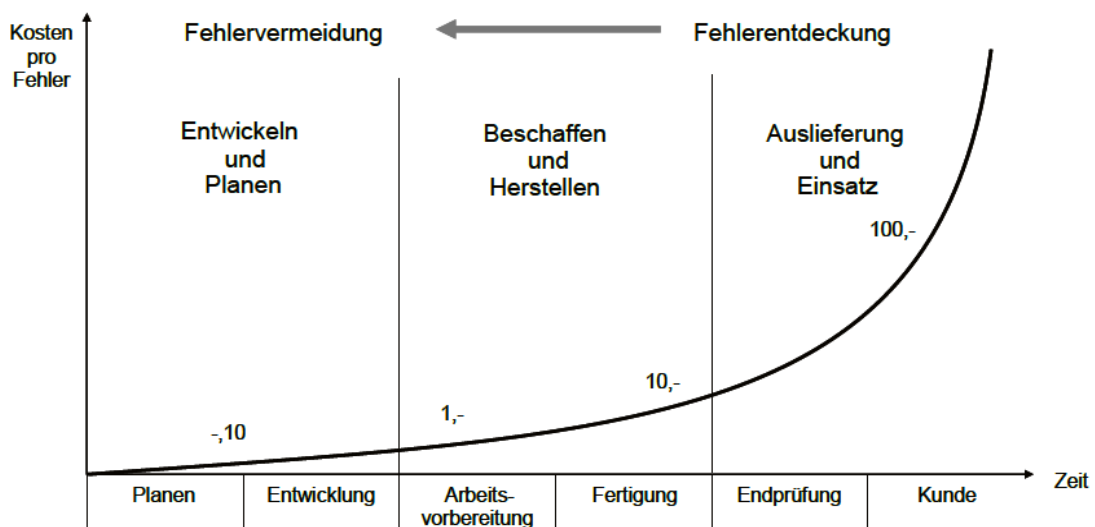 Kosten
pro
Fehler
Fehlervermeidung
Fehlerentdeckung
Entwickeln
und
Planen
Beschaffen
und
Herstellen
Auslieferung
und
Einsatz
-,10
1,-
10,-
100,-
Planen
Entwicklung
Arbeits-
vorbereitung
Fertigung
Endprüfung
Kunde
Zeit